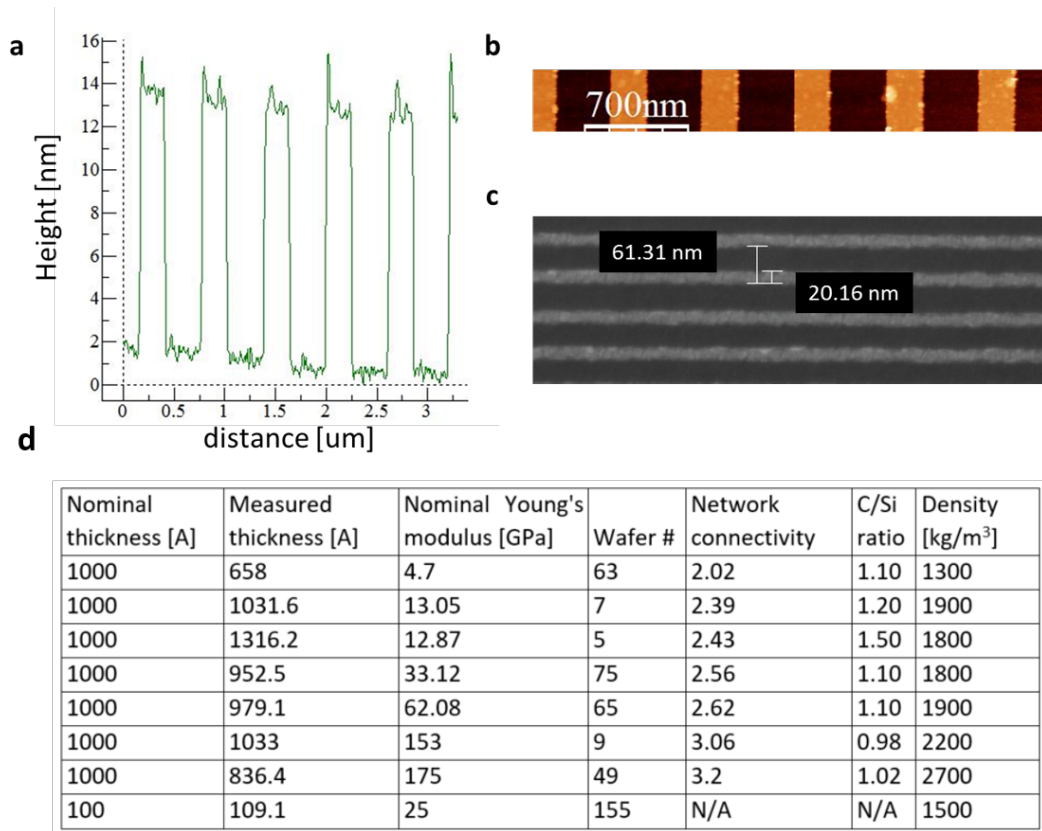 a
16
14
12
10
8
6
4
2
0
Height [nm]
0 0.5 1 1.5 2 2.5 3
distance [um]
b
700nm
c
61.31 nm
20.16 nm
d
Nominal thickness [A] Measured thickness [A] Nominal Young's modulus [GPa] Wafer # Network connectivity C/Si ratio Density [kg/m³]
1000 658 4.7 63 2.02 1.10 1300
1000 1031.6 13.05 7 2.39 1.20 1900
1000 1316.2 12.87 5 2.43 1.50 1800
1000 952.5 33.12 75 2.56 1.10 1800
1000 979.1 62.08 65 2.62 1.10 1900
1000 1033 153 9 3.06 0.98 2200
1000 836.4 175 49 3.2 1.02 2700
100 109.1 25 155 N/A N/A 1500